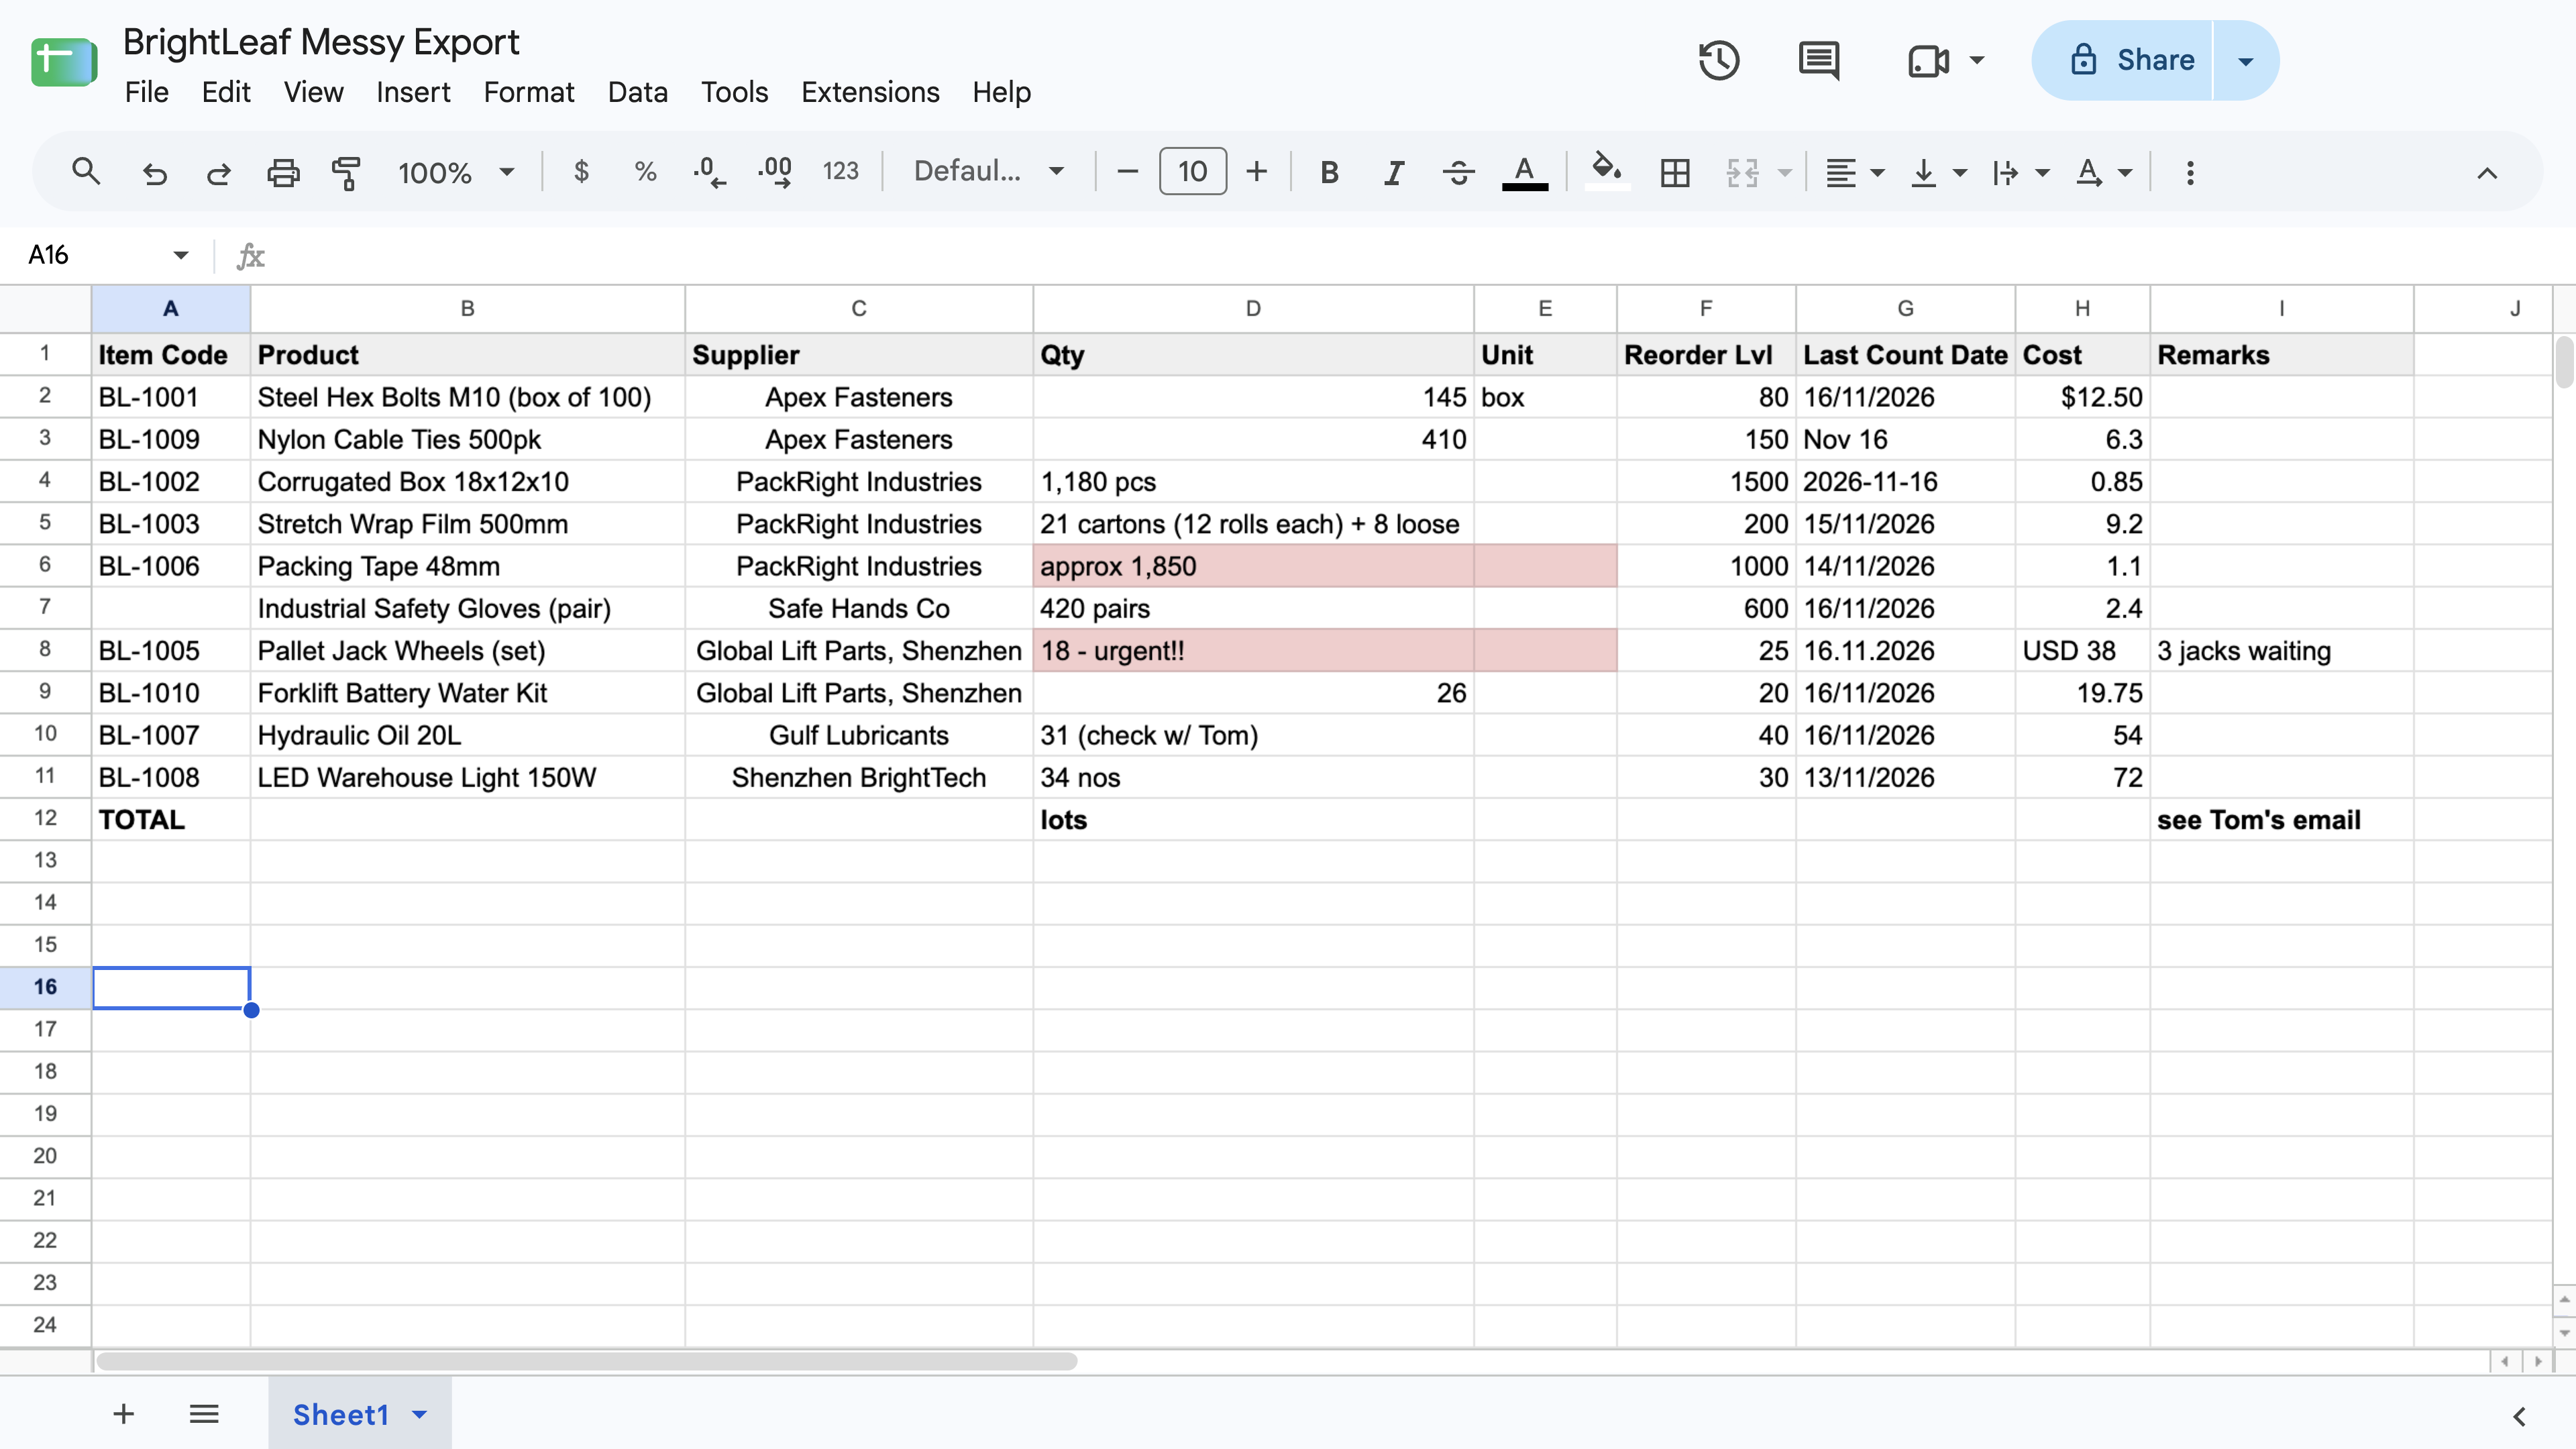 BrightLeaf Messy Export
File Edit View Insert Format Data Tools Extensions Help
Share
100% $ % .0 .00 123 Defaul... 10 B I S A A
A16 fx
A B C D E F G H I J
1 Item Code Product Supplier Qty Unit Reorder Lvl Last Count Date Cost Remarks
2 BL-1001 Steel Hex Bolts M10 (box of 100) Apex Fasteners 145 box 80 16/11/2026 $12.50
3 BL-1009 Nylon Cable Ties 500pk Apex Fasteners 410 150 Nov 16 6.3
4 BL-1002 Corrugated Box 18x12x10 PackRight Industries 1,180 pcs 1500 2026-11-16 0.85
5 BL-1003 Stretch Wrap Film 500mm PackRight Industries 21 cartons (12 rolls each) + 8 loose 200 15/11/2026 9.2
6 BL-1006 Packing Tape 48mm PackRight Industries approx 1,850 1000 14/11/2026 1.1
7 Industrial Safety Gloves (pair) Safe Hands Co 420 pairs 600 16/11/2026 2.4
8 BL-1005 Pallet Jack Wheels (set) Global Lift Parts, Shenzhen 18 - urgent!! 25 16.11.2026 USD 38 3 jacks waiting
9 BL-1010 Forklift Battery Water Kit Global Lift Parts, Shenzhen 26 20 16/11/2026 19.75
10 BL-1007 Hydraulic Oil 20L Gulf Lubricants 31 (check w/ Tom) 40 16/11/2026 54
11 BL-1008 LED Warehouse Light 150W Shenzhen BrightTech 34 nos 30 13/11/2026 72
12 TOTAL lots see Tom's email
13
14
15
16
17
18
19
20
21
22
23
24
Sheet1